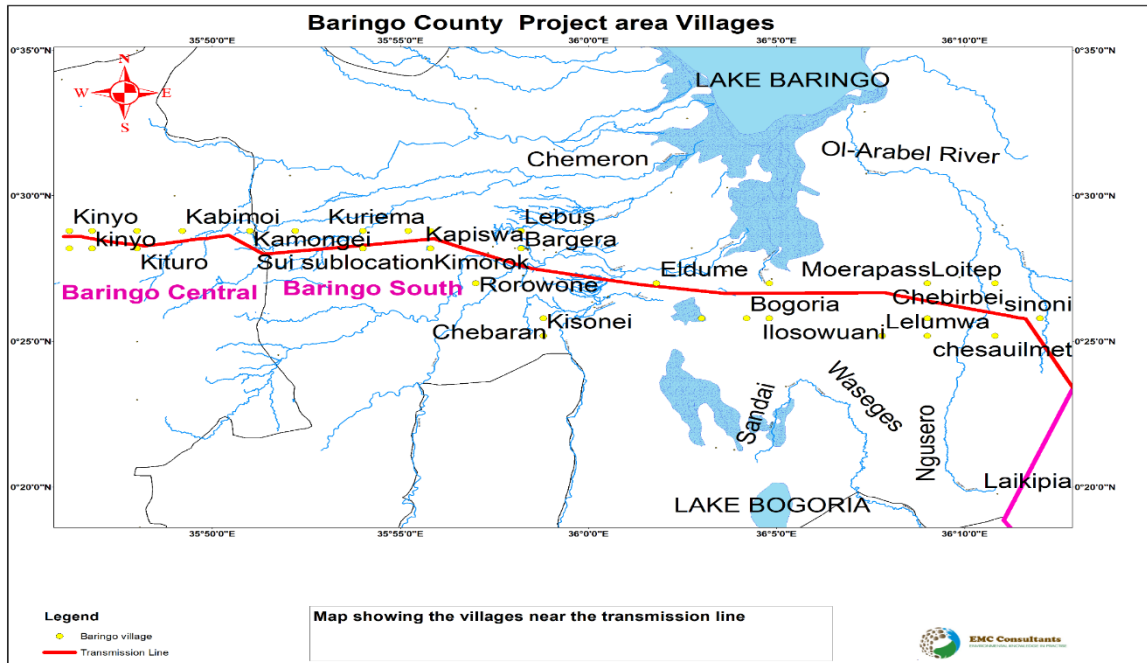 Baringo County Project area Villages
35°50'0"E 35°55'0"E 36°0'0"E 36°5'0"E 36°10'0"E
0°35'0"N 0°35'0"N
N
W E
S
LAKE BARINGO
Chemeron
Ol-Arabel River
0°30'0"N 0°30'0"N
Kinyo Kabimoi Kuriema Lebus
kinyo Kamongei Kapiswa Bargera
Kituro Sui sublocation Kimorok Eldume Moerapass Loitep
Baringo Central Baringo South Rorowone
Bogoria Chebirbei sinoni
Chebaran Kisonei Ilosowuani Lelumwa
0°25'0"N 0°25'0"N
chesauilmet
Sandai
Waseges
Ngusero
Laikipia
0°20'0"N 0°20'0"N
LAKE BOGORIA
35°50'0"E 35°55'0"E 36°0'0"E 36°5'0"E 36°10'0"E
Legend
Baringo village
Transmission Line
Map showing the villages near the transmission line
EMC Consultants